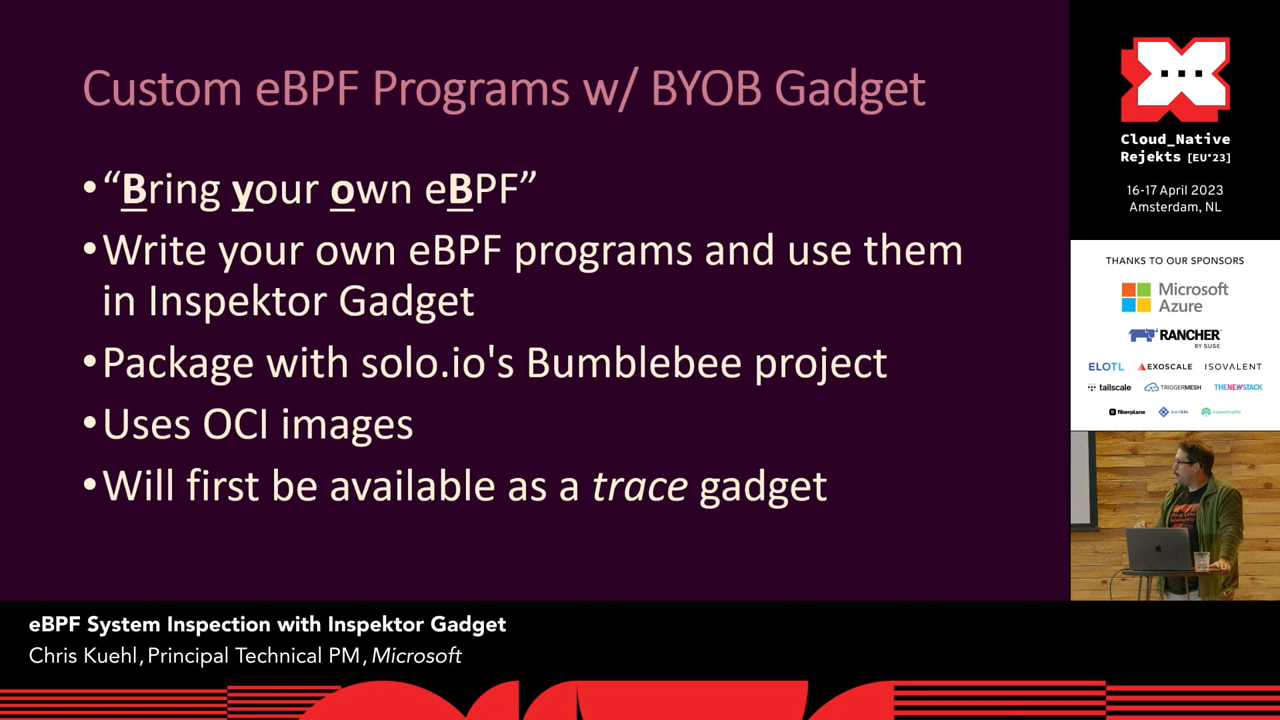 Custom eBPF Programs w/ BYOB Gadget
•“Bring your own eBPF”
•Write your own eBPF programs and use them
in Inspektor Gadget
•Package with solo.io's Bumblebee project
•Uses OCI images
•Will first be available as a trace gadget
Cloud_Native
Rejekts [EU'23]
16-17 April 2023
Amsterdam, NL
THANKS TO OUR SPONSORS
Microsoft
Azure
RANCHER
BY SUSE
ELOTL EXOSCALE ISOVALENT
tailscale TRIGGERMESH THENEWSTACK
fiberplane
eBPF System Inspection with Inspektor Gadget
Chris Kuehl, Principal Technical PM, Microsoft